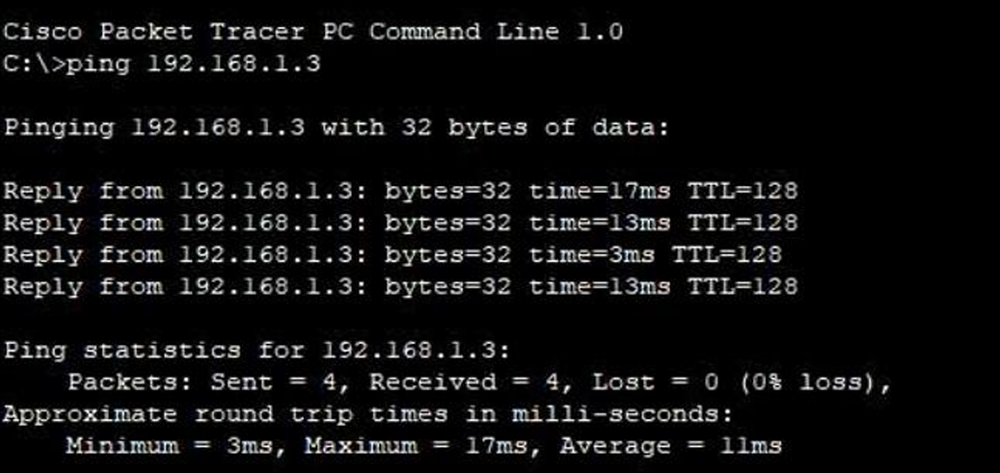 Cisco Packet Tracer PC Command Line 1.0
C:\>ping 192.168.1.3
Pinging 192.168.1.3 with 32 bytes of data:
Reply from 192.168.1.3: bytes=32 time=17ms TTL=128
Reply from 192.168.1.3: bytes=32 time=13ms TTL=128
Reply from 192.168.1.3: bytes=32 time=3ms TTL=128
Reply from 192.168.1.3: bytes=32 time=13ms TTL=128
Ping statistics for 192.168.1.3:
Packets: Sent = 4, Received = 4, Lost = 0 (0% loss),
Approximate round trip times in milli-seconds:
Minimum = 3ms, Maximum = 17ms, Average = 11ms